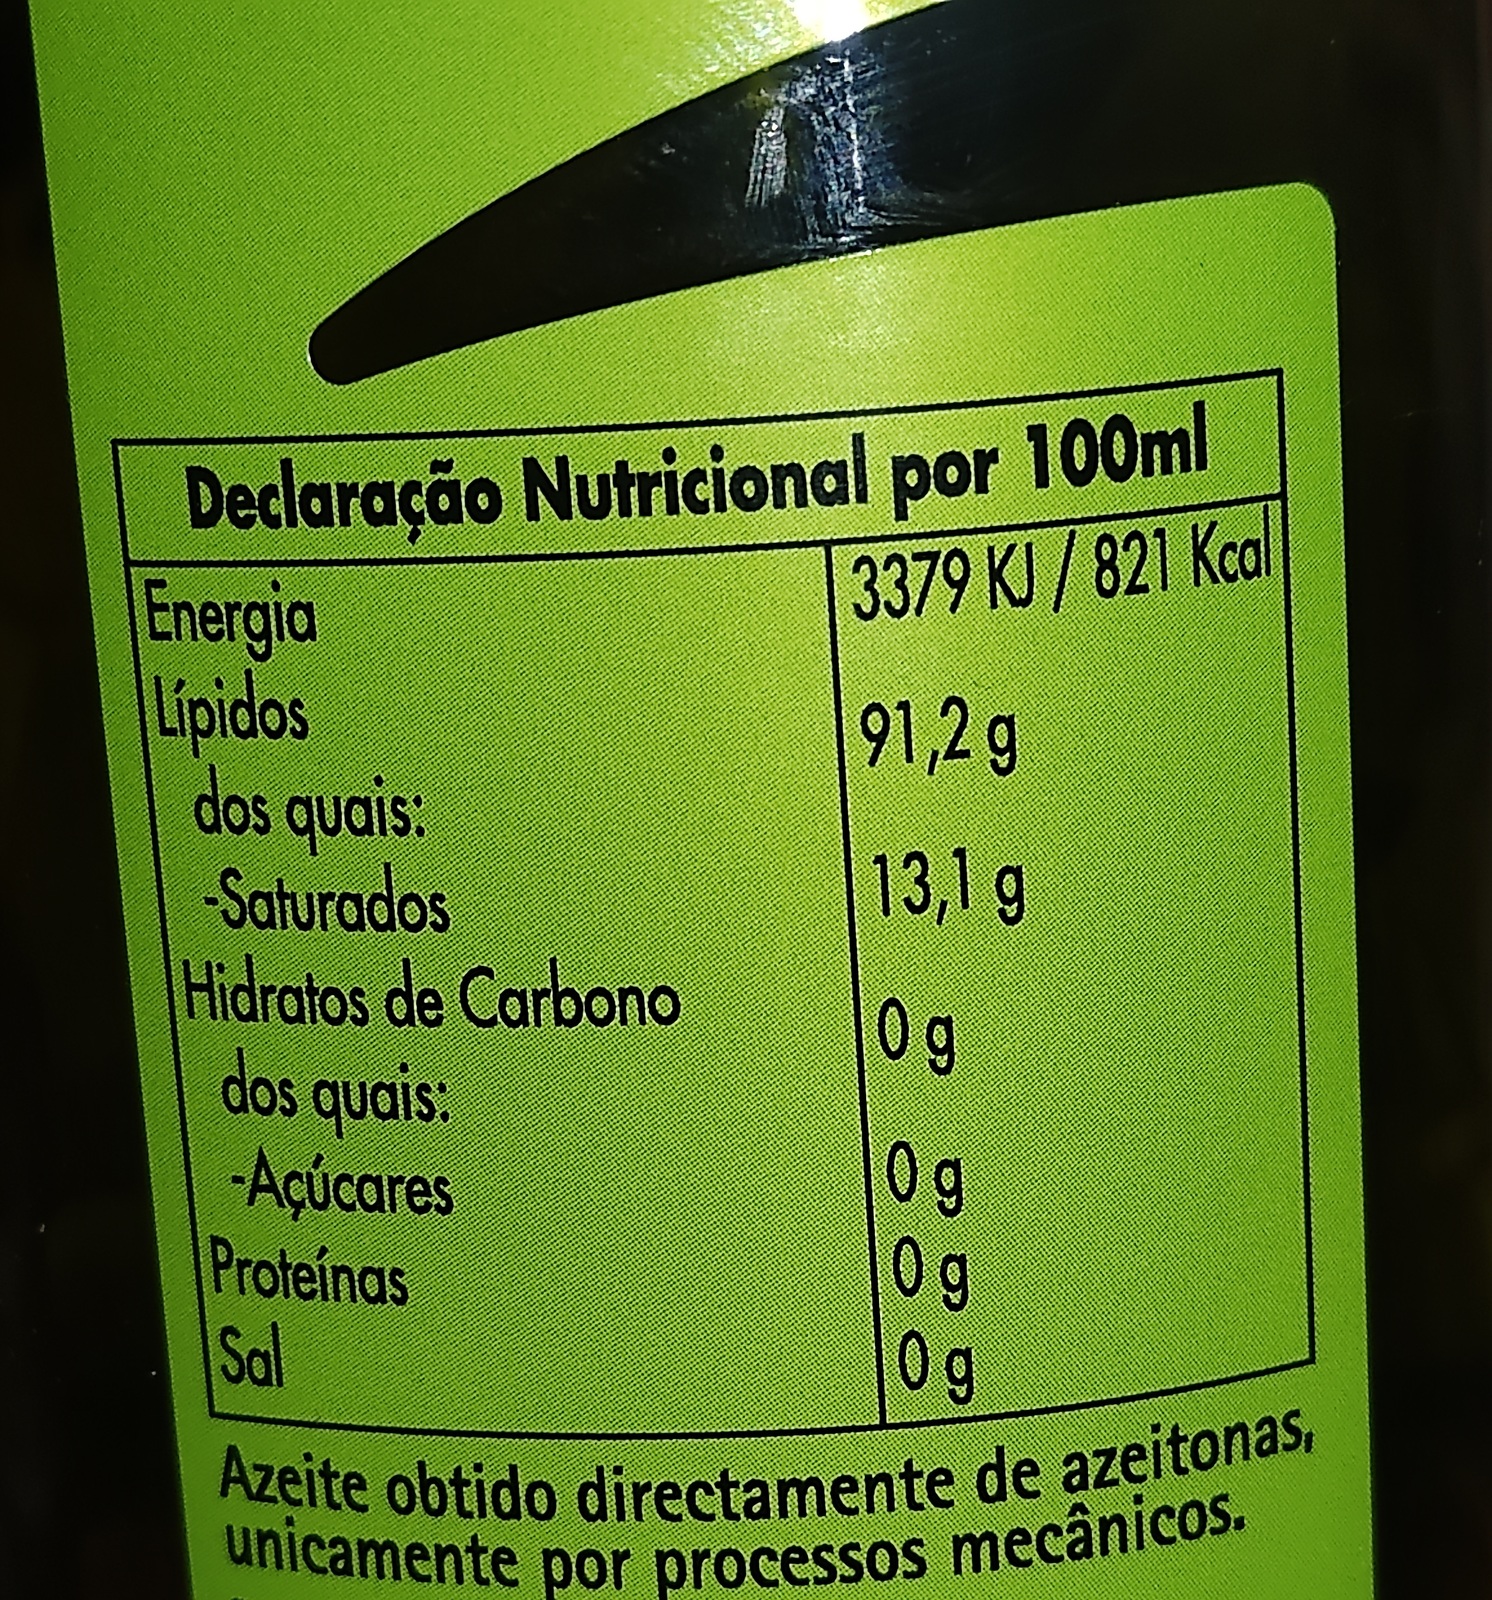 Declaração Nutricional por 100ml
Energia 3379 KJ / 821 Kcal
Lípidos 91,2 g
dos quais:
-Saturados 13,1 g
Hidratos de Carbono 0 g
dos quais:
-Açúcares 0 g
Proteínas 0 g
Sal 0 g
Azeite obtido directamente de azeitonas,
unicamente por processos mecânicos.